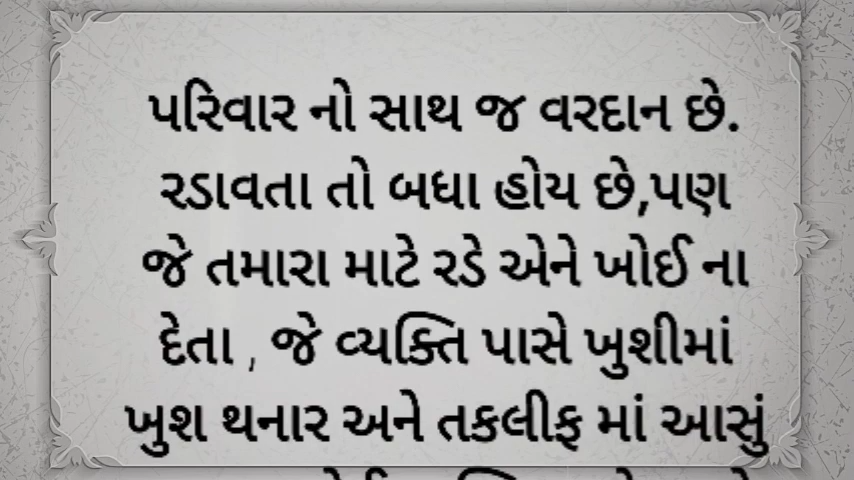 પરિવાર નો સાથ જ વરદાન છે.
રડાવતા તો બધા હોય છે,પણ
જે તમારા માટે રડે એને ખોઈ ના
દેતા , જે વ્યક્તિ પાસે ખુશીમાં
ખુશ થનાર અને તકલીફ માં આસું